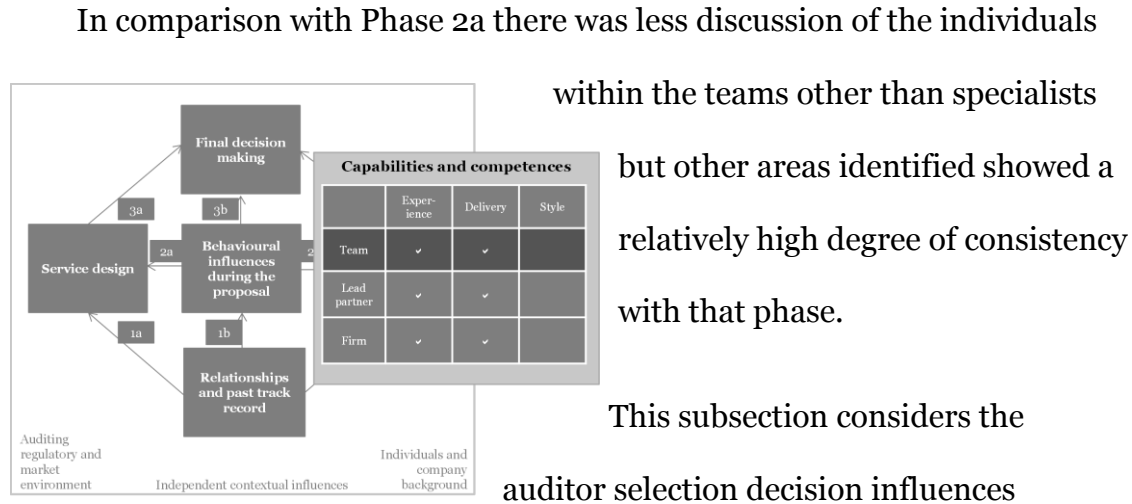 In comparison with Phase 2a there was less discussion of the individuals
within the teams other than specialists
but other areas identified showed a
relatively high degree of consistency
with that phase.
This subsection considers the
auditor selection decision influences
Final decision
making
3a
3b
Service design
2a
Behavioural
influences
during the
proposal
2
1a
1b
Relationships
and past track
record
Auditing
regulatory and
market
environment
Independent contextual influences
Individuals and
company
background
Capabilities and competences
Exper-
ience
Delivery
Style
Team ✓ ✓
Lead
partner ✓ ✓
Firm ✓ ✓